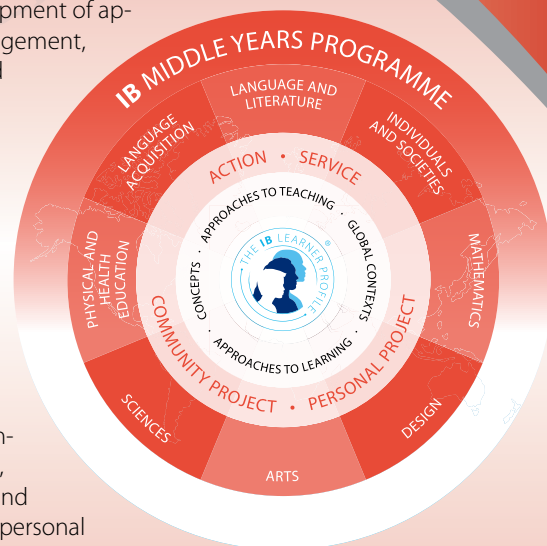 pment of ap-
gement,
IB MIDDLE YEARS PROGRAMME
LANGUAGE AND
LITERATURE
INDIVIDUALS
AND SOCIETIES
MATHEMATICS
DESIGN
ARTS
SCIENCES
PHYSICAL AND
HEALTH
EDUCATION
LANGUAGE
ACQUISITION
ACTION • SERVICE
COMMUNITY PROJECT • PERSONAL PROJECT
APPROACHES TO TEACHING · GLOBAL CONTEXTS · APPROACHES TO LEARNING · CONCEPTS ·
THE IB LEARNER PROFILE ®
n-
,
nd
personal